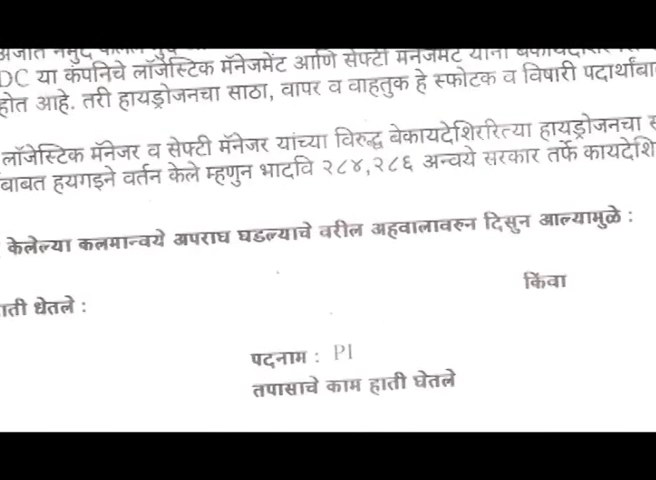 DC या कंपनिचे लॉजेस्टिक मॅनेजमेंट आणि सेफ्टी मॅनेजमेंट यांनी
होत आहे. तरी हायड्रोजनचा साठा, वापर व वाहतुक हे स्फोटक व विषारी पदार्थांबा
लॉजेस्टिक मॅनेजर व सेफ्टी मॅनेजर यांच्या विरुद्ध बेकायदेशिररित्या हायड्रोजनचा
बाबत हयगइने वर्तन केले म्हणुन भादवि २८४,२८६ अन्वये सरकार तर्फे कायदेशि
केलेल्या कलमान्वये अपराध घडल्याचे वरील अहवालावरुन दिसुन आल्यामुळे :
किंवा
ाती घेतले :
पदनाम : PI
तपासाचे काम हाती घेतले